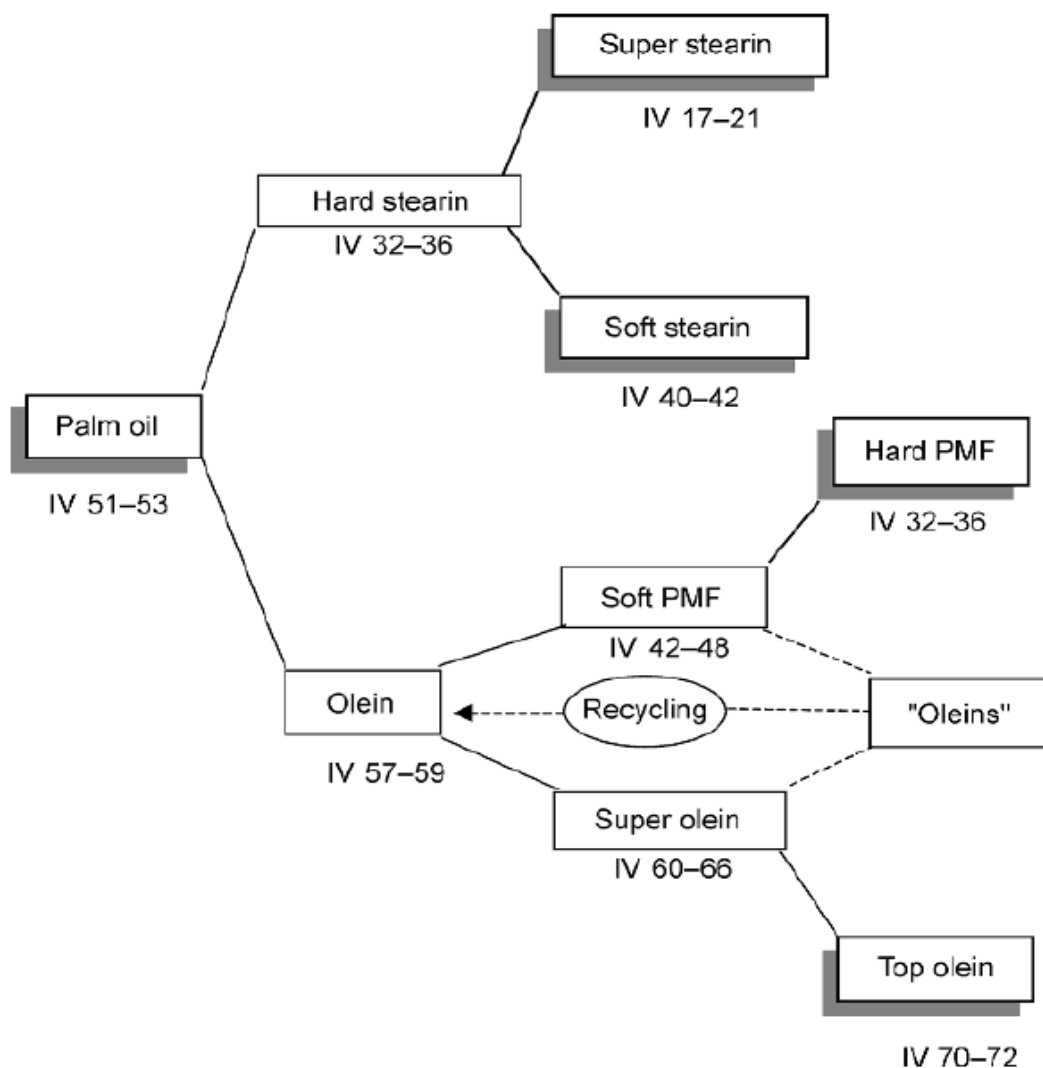 Super stearin
IV 17–21
Hard stearin
IV 32–36
Soft stearin
IV 40–42
Palm oil
IV 51–53
Hard PMF
IV 32–36
Soft PMF
IV 42–48
Olein
IV 57–59
Recycling
"Oleins"
Super olein
IV 60–66
Top olein
IV 70–72